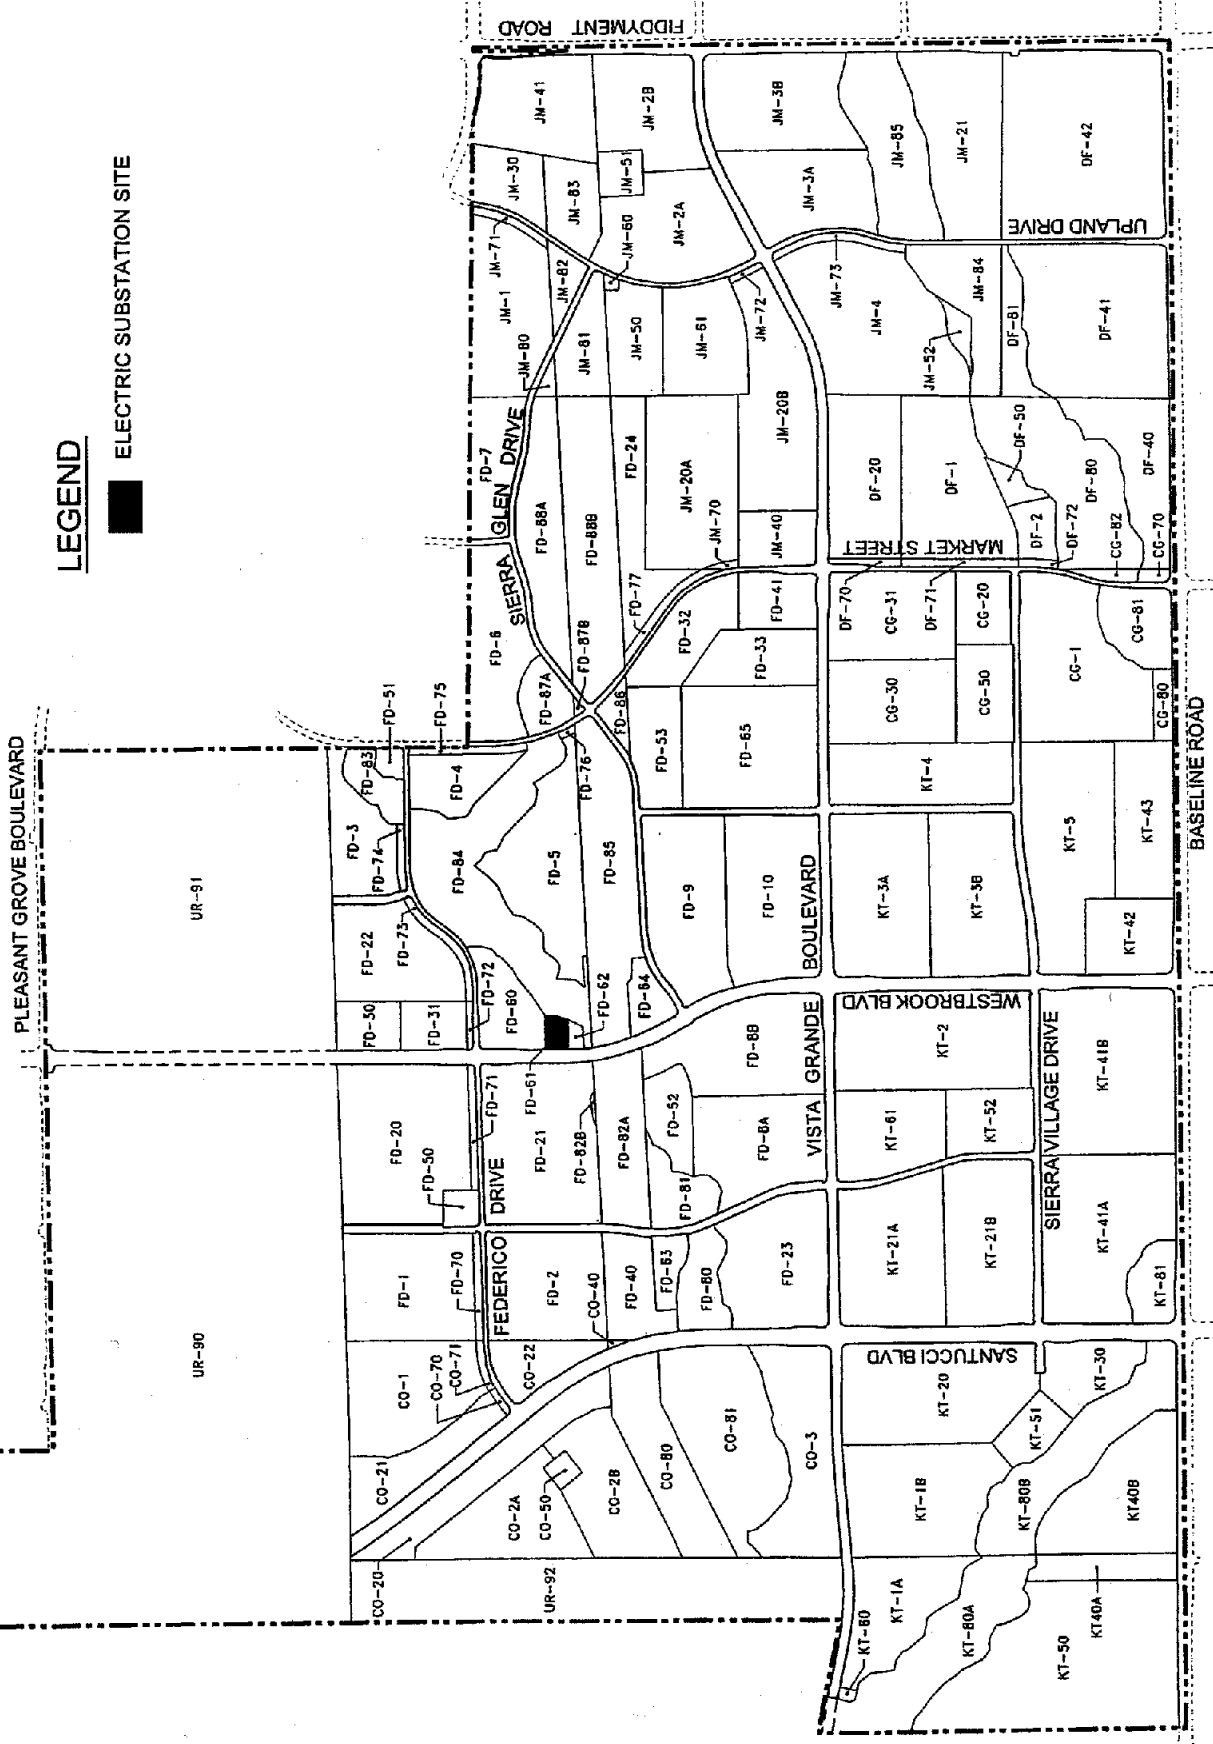 FIDDYMENT ROAD
LEGEND
ELECTRIC SUBSTATION SITE
PLEASANT GROVE BOULEVARD
BASELINE ROAD
UPLAND DRIVE
SIERRA GLEN DRIVE
MARKET STREET
VISTA GRANDE BOULEVARD
WESTBROOK BLVD
SIERRA VILLAGE DRIVE
FEDERICO DRIVE
SANTUCCI BLVD
JM-41
JM-2B
JM-3B
JM-30
JM-83
JM-51
JM-85
JM-21
DF-42
JM-71
JM-60
JM-2A
JM-3A
JM-1
JM-82
JM-80
JM-81
JM-50
JM-61
JM-72
JM-73
JM-4
JM-84
JM-52
DF-81
DF-41
FD-7
FD-24
JM-20A
JM-20B
DF-20
DF-1
DF-50
DF-80
DF-40
FD-88A
FD-88B
JM-70
JM-40
DF-2
DF-72
CG-82
CG-70
FD-6
FD-77
FD-32
FD-41
DF-70
CG-31
DF-71
CG-20
CG-81
FD-87B
FD-33
CG-1
FD-51
FD-75
FD-87A
FD-86
CG-30
CG-50
CG-80
FD-83
FD-4
FD-76
FD-53
FD-65
KT-4
FD-3
FD-74
FD-84
FD-5
FD-85
KT-5
KT-43
UR-91
FD-9
FD-10
KT-3A
KT-3B
FD-22
FD-73
KT-42
FD-30
FD-31
FD-72
FD-60
FD-62
FD-64
FD-61
FD-8B
KT-2
KT-41B
FD-20
FD-71
FD-21
FD-82B
FD-82A
FD-52
FD-8A
KT-61
KT-52
FD-50
FD-81
FD-1
FD-70
FD-2
CO-40
FD-40
FD-63
FD-80
FD-23
KT-21A
KT-21B
KT-41A
KT-81
UR-90
CO-1
CO-70
CO-71
CO-22
KT-20
KT-30
CO-21
CO-81
CO-3
KT-51
CO-2A
CO-50
CO-2B
CO-80
KT-1B
KT-80B
KT40B
CO-20
UR-92
KT-60
KT-1A
KT-80A
KT-50
KT40A